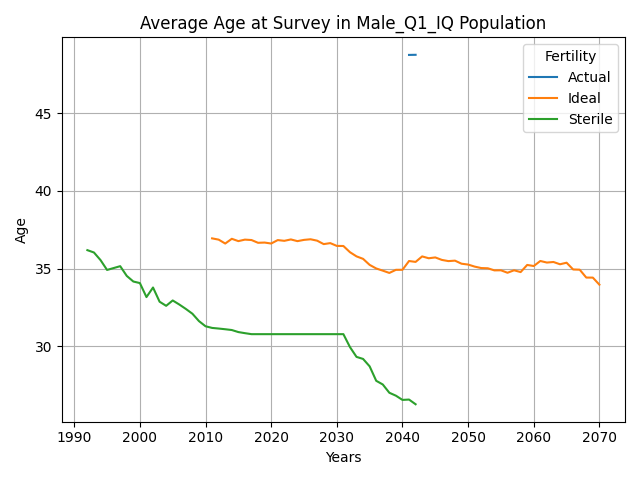 Average Age at Survey in Male_Q1_IQ Population
Fertility
Actual
Ideal
Sterile
Age
45
40
35
30
1990 2000 2010 2020 2030 2040 2050 2060 2070
Years